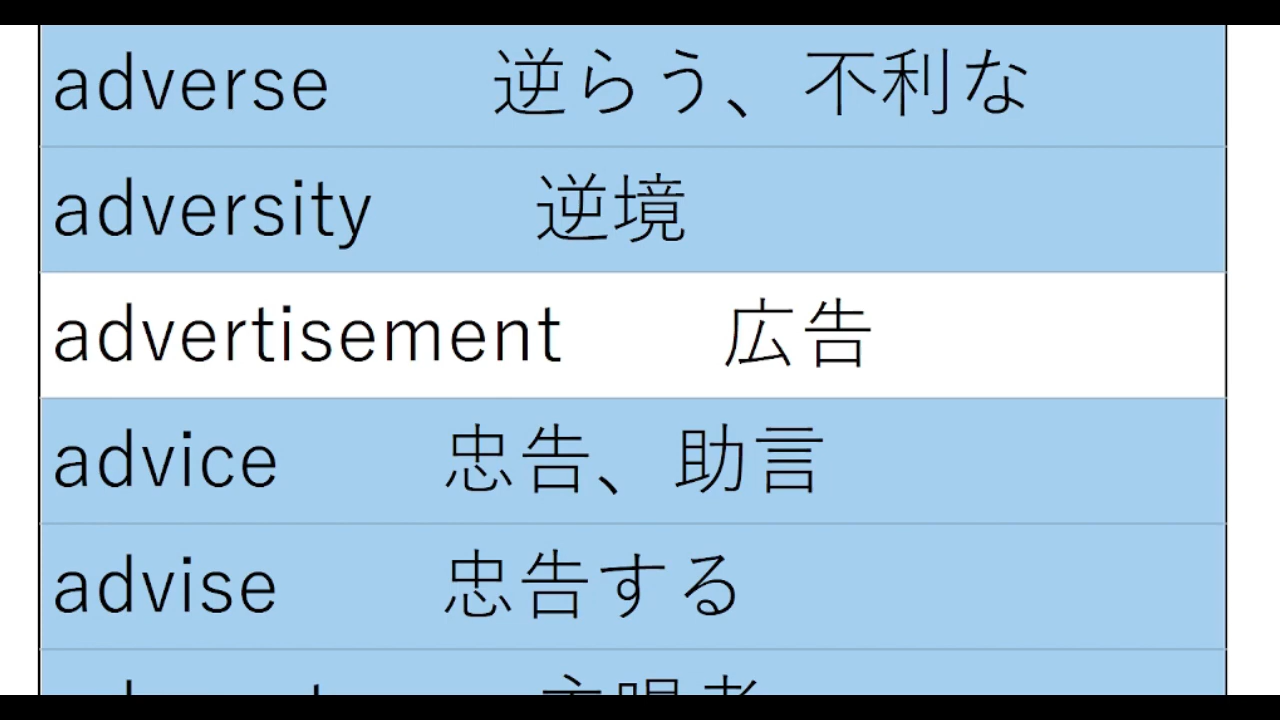 adverse 逆らう、不利な
adversity 逆境
advertisement 広告
advice 忠告、助言
advise 忠告する